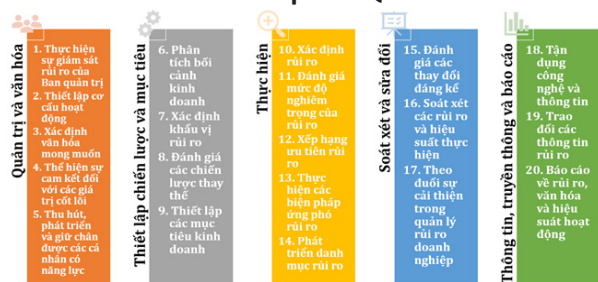 Quản trị và văn hóa
1. Thực hiện
sự giám sát
rủi ro của
Ban quản trị
2. Thiết lập cơ
cấu hoạt
động
3. Xác định
văn hóa
mong muốn
4. Thể hiện sự
cam kết đối
với các giá
trị cốt lõi
5. Thu hút,
phát triển
và giữ chân
được các cá
nhân có
năng lực
Thiết lập chiến lược và mục tiêu
6. Phân
tích bối
cảnh
kinh
doanh
7. Xác định
khẩu vị
rủi ro
8. Đánh giá
các chiến
lược thay
thế
9. Thiết lập
các mục
tiêu kinh
doanh
Thực hiện
10. Xác định
rủi ro
11. Đánh giá
mức độ
nghiêm
trọng của
rủi ro
12. Xếp hạng
ưu tiên rủi
ro
13. Thực
hiện các
biện pháp
ứng phó
rủi ro
14. Phát
triển danh
mục rủi ro
Soát xét và sửa đổi
15. Đánh
giá các
thay đổi
đáng kể
16. Soát xét
các rủi ro
và hiệu
suất thực
hiện
17. Theo
đuổi sự
cải thiện
trong
quản lý
rủi ro
doanh
nghiệp
Thông tin, truyền thông và báo cáo
18. Tận
dụng
công
nghệ và
thông tin
19. Trao
đổi các
thông tin
rủi ro
20. Báo cáo
về rủi ro,
văn hóa
và hiệu
suất hoạt
động